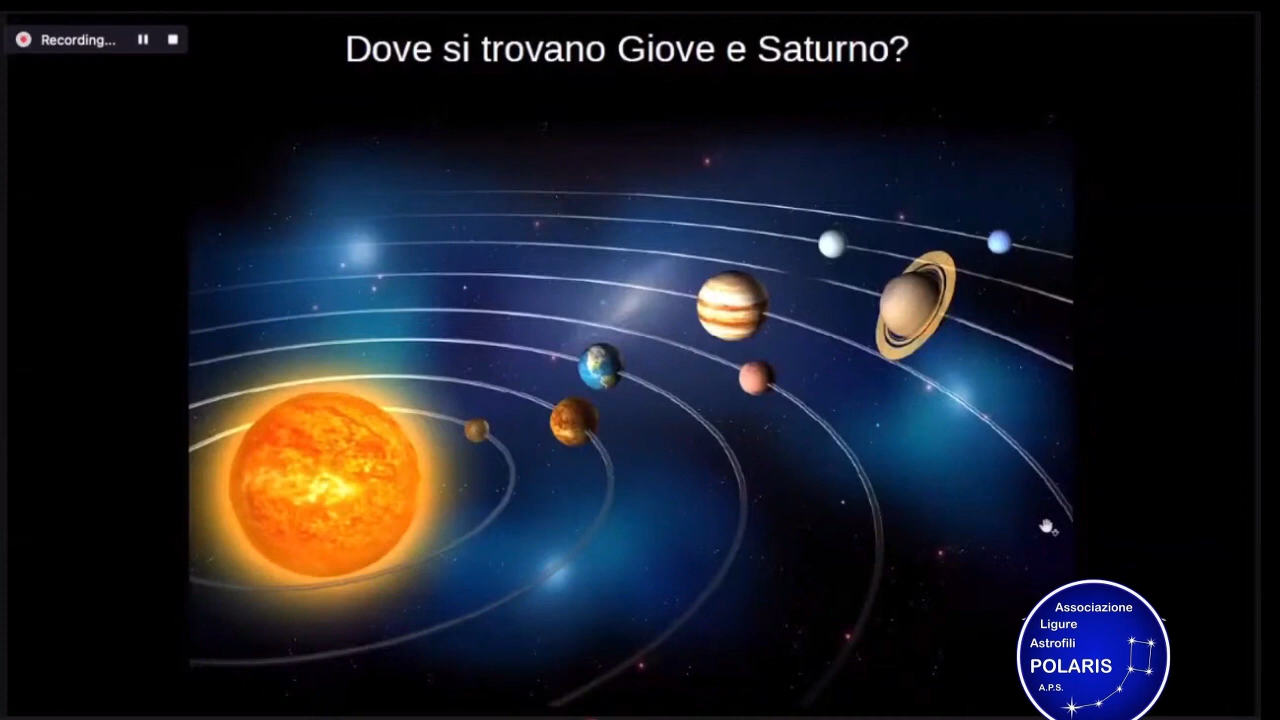 Recording...
Dove si trovano Giove e Saturno?
Associazione
Ligure
Astrofili
POLARIS
A.P.S.